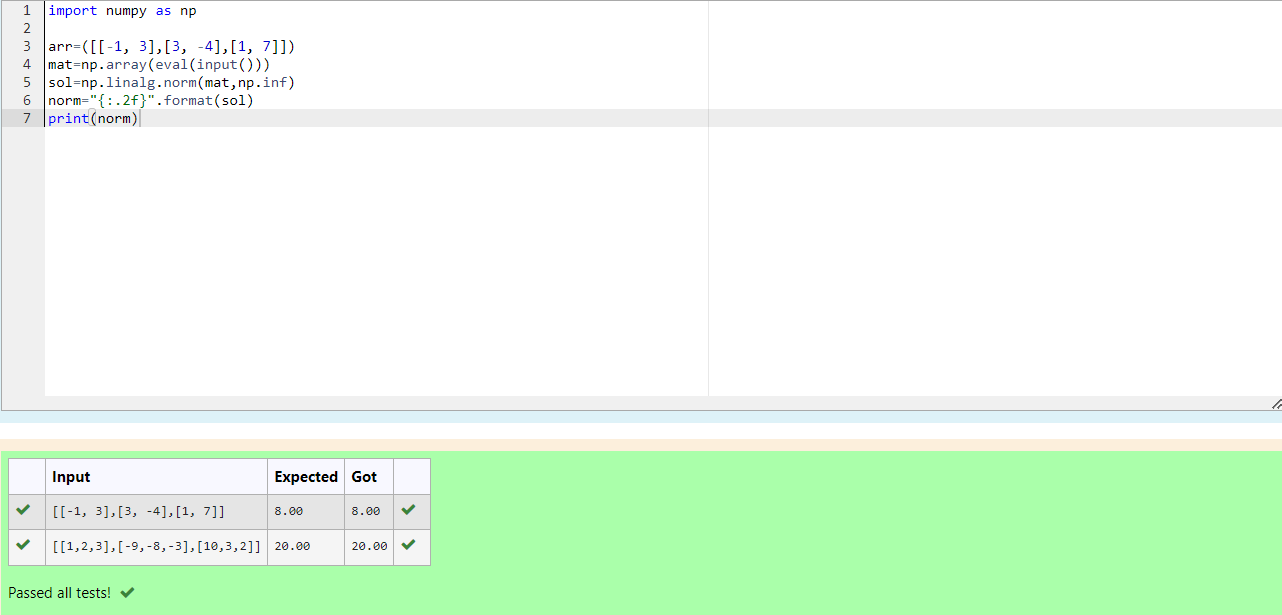 1 import numpy as np
2
3 arr=([[-1, 3],[3, -4],[1, 7]])
4 mat=np.array(eval(input()))
5 sol=np.linalg.norm(mat,np.inf)
6 norm="{:.2f}".format(sol)
7 print(norm)
Input Expected Got
[[-1, 3],[3, -4],[1, 7]] 8.00 8.00
[[1,2,3],[-9,-8,-3],[10,3,2]] 20.00 20.00
Passed all tests!